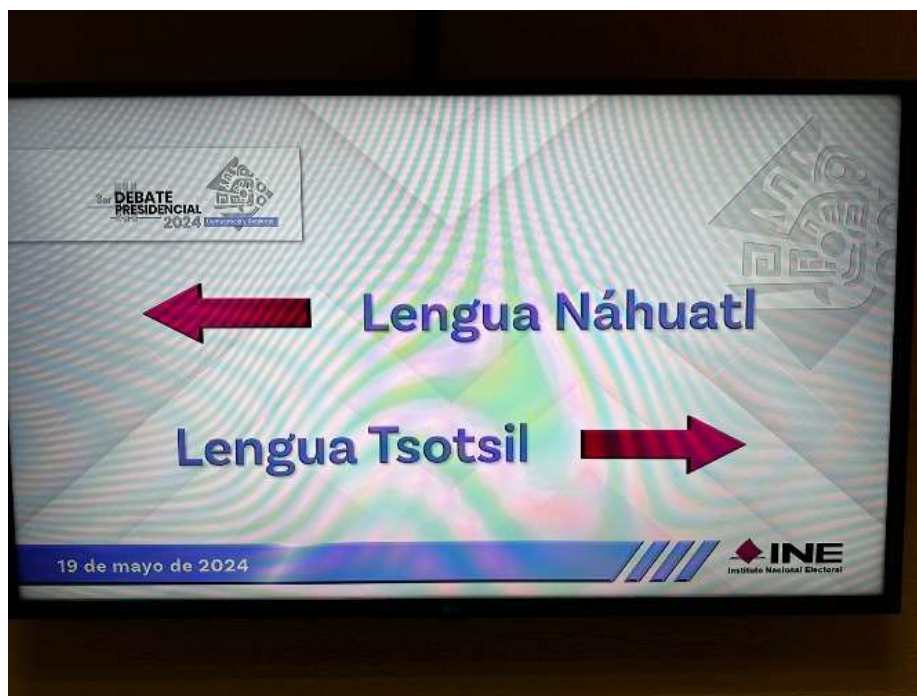 3er DEBATE
PRESIDENCIAL
2024
Lengua Náhuatl
Lengua Tsotsil
19 de mayo de 2024
INE
Instituto Nacional Electoral